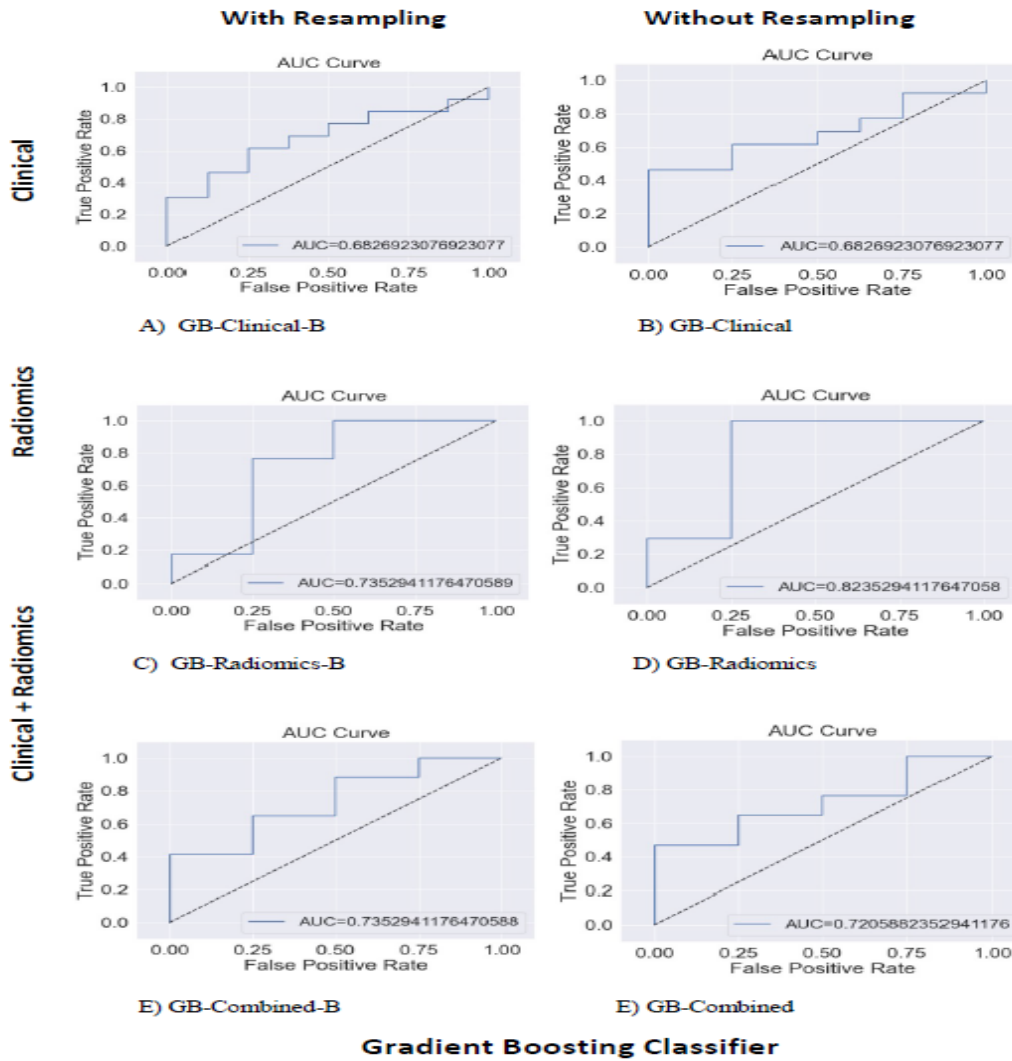 With Resampling Without Resampling
Clinical
AUC Curve
1.0
0.8
0.6
0.4
0.2
0.0
True Positive Rate
AUC=0.6826923076923077
0.00 0.25 0.50 0.75 1.00
False Positive Rate
A) GB-Clinical-B
AUC Curve
1.0
0.8
0.6
0.4
0.2
0.0
True Positive Rate
AUC=0.6826923076923077
0.00 0.25 0.50 0.75 1.00
False Positive Rate
B) GB-Clinical
Radiomics
AUC Curve
1.0
0.8
0.6
0.4
0.2
0.0
True Positive Rate
AUC=0.7352941176470589
0.00 0.25 0.50 0.75 1.00
False Positive Rate
C) GB-Radiomics-B
AUC Curve
1.0
0.8
0.6
0.4
0.2
0.0
True Positive Rate
AUC=0.8235294117647058
0.00 0.25 0.50 0.75 1.00
False Positive Rate
D) GB-Radiomics
Clinical + Radiomics
AUC Curve
1.0
0.8
0.6
0.4
0.2
0.0
True Positive Rate
AUC=0.7352941176470588
0.00 0.25 0.50 0.75 1.00
False Positive Rate
E) GB-Combined-B
AUC Curve
1.0
0.8
0.6
0.4
0.2
0.0
True Positive Rate
AUC=0.7205882352941176
0.00 0.25 0.50 0.75 1.00
False Positive Rate
E) GB-Combined
Gradient Boosting Classifier